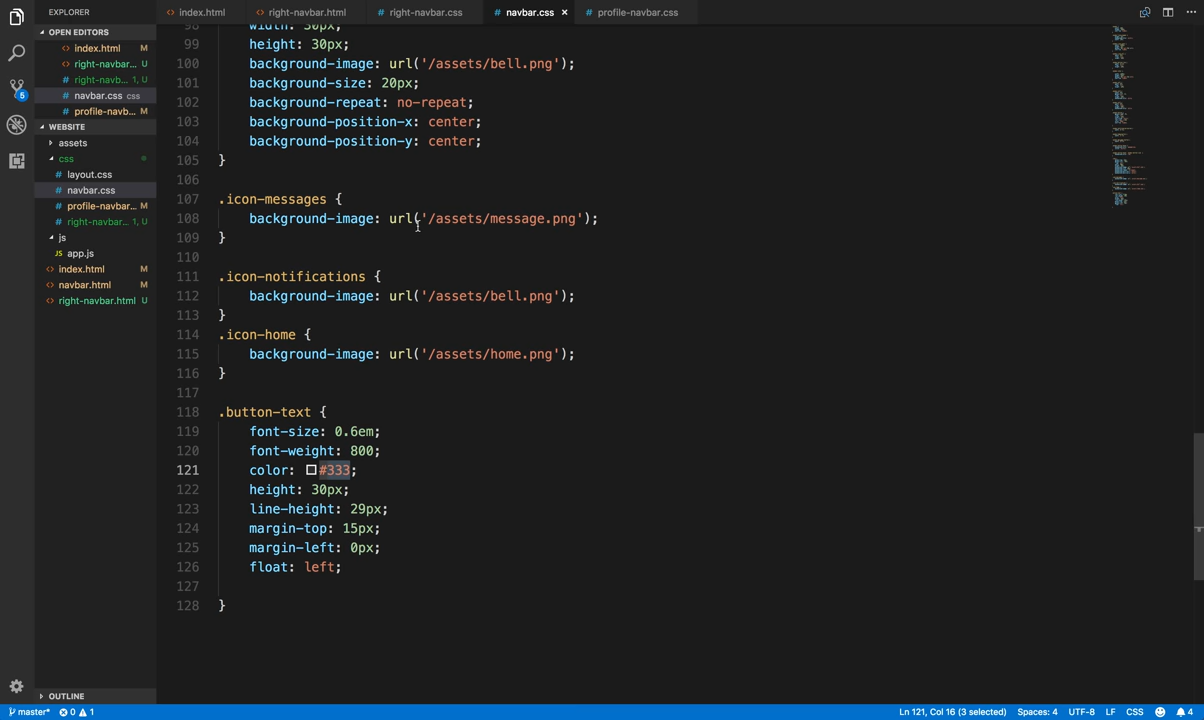 EXPLORER
index.html
right-navbar.html
right-navbar.css
navbar.css
×
profile-navbar.css
OPEN EDITORS
index.html M
right-navbar... U
right-navb... 1, U
navbar.css css
profile-navb... M
WEBSITE
assets
css
layout.css
navbar.css
profile-navbar... M
right-navbar... 1, U
js
JS app.js
index.html M
navbar.html M
right-navbar.html U
OUTLINE
98 width: 30px;
99 height: 30px;
100 background-image: url('/assets/bell.png');
101 background-size: 20px;
102 background-repeat: no-repeat;
103 background-position-x: center;
104 background-position-y: center;
105 }
106
107 .icon-messages {
108 background-image: url('/assets/message.png');
109 }
110
111 .icon-notifications {
112 background-image: url('/assets/bell.png');
113 }
114 .icon-home {
115 background-image: url('/assets/home.png');
116 }
117
118 .button-text {
119 font-size: 0.6em;
120 font-weight: 800;
121 color: #333;
122 height: 30px;
123 line-height: 29px;
124 margin-top: 15px;
125 margin-left: 0px;
126 float: left;
127
128 }
5
master* 0 1
Ln 121, Col 16 (3 selected) Spaces: 4 UTF-8 LF CSS 4